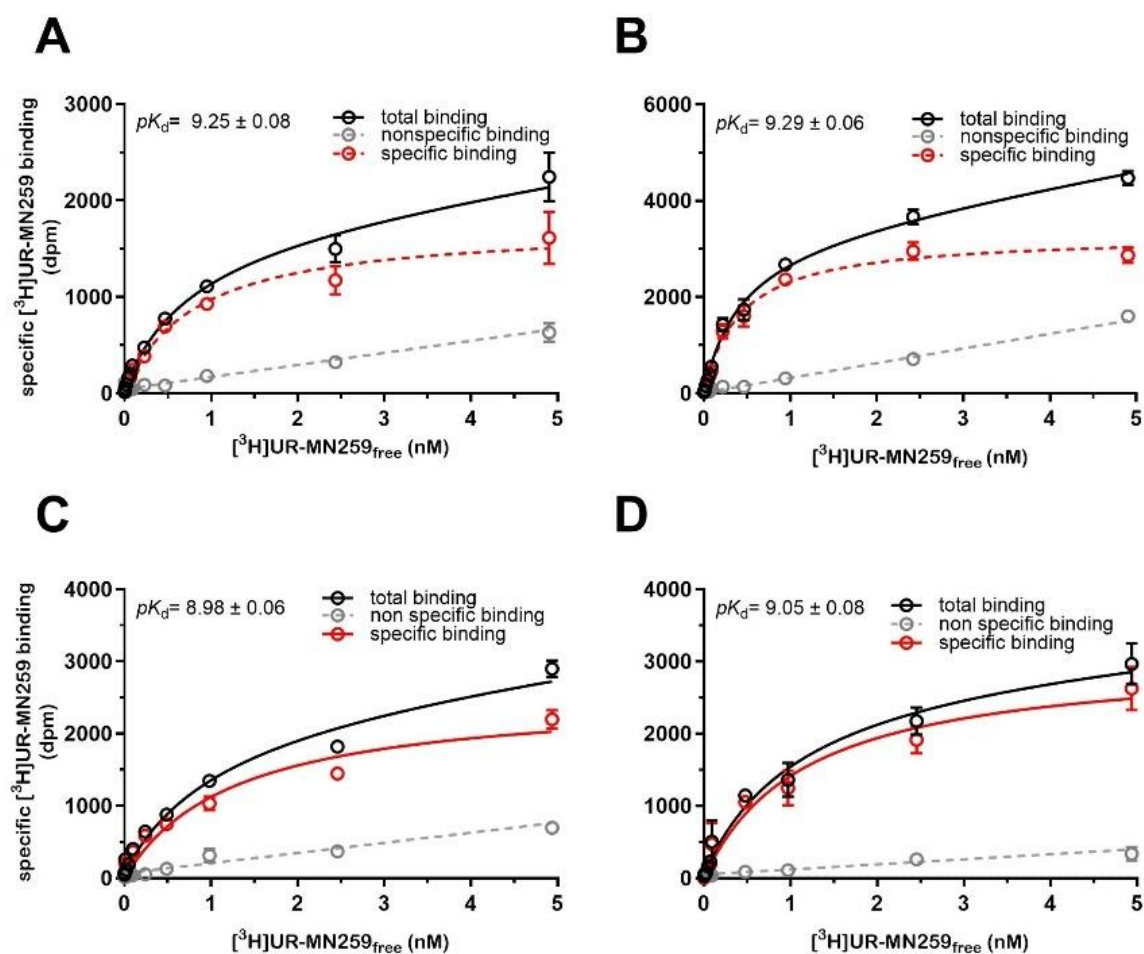 A
specific [³H]UR-MN259 binding
(dpm)
3000
2000
1000
0
pKd= 9.25 ± 0.08
total binding
nonspecific binding
specific binding
0 1 2 3 4 5
[³H]UR-MN259free (nM)
B
6000
4000
2000
0
pKd= 9.29 ± 0.06
total binding
nonspecific binding
specific binding
0 1 2 3 4 5
[³H]UR-MN259free (nM)
C
specific [³H]UR-MN259 binding
(dpm)
4000
3000
2000
1000
0
pKd= 8.98 ± 0.06
total binding
non specific binding
specific binding
0 1 2 3 4 5
[³H]UR-MN259free (nM)
D
4000
3000
2000
1000
0
pKd= 9.05 ± 0.08
total binding
non specific binding
specific binding
0 1 2 3 4 5
[³H]UR-MN259free (nM)